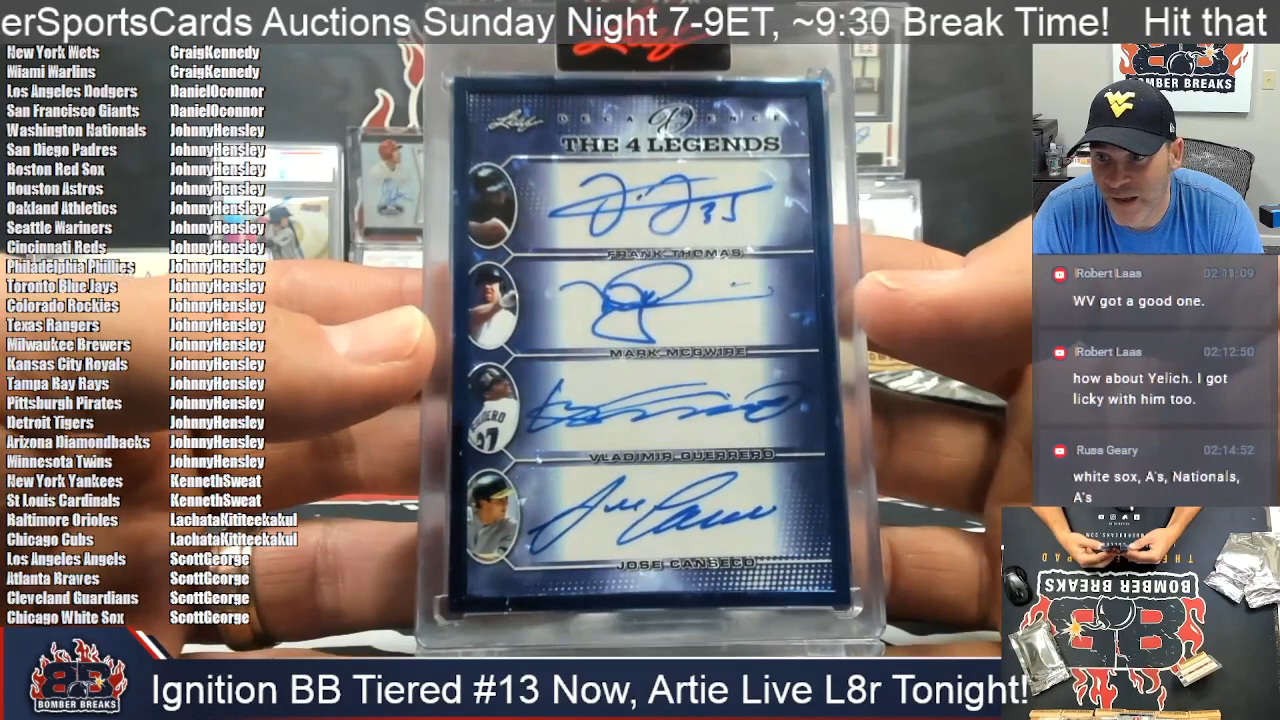 erSportsCards Auctions Sunday Night 7-9ET, ~9:30 Break Time! Hit that
New York Mets CraigKennedy
Miami Marlins CraigKennedy
Los Angeles Dodgers DanielOconnor
San Francisco Giants DanielOconnor
Washington Nationals JohnnyHensley
San Diego Padres JohnnyHensley
Boston Red Sox JohnnyHensley
Houston Astros JohnnyHensley
Oakland Athletics JohnnyHensley
Seattle Mariners JohnnyHensley
Cincinnati Reds JohnnyHensley
Philadelphia Phillies JohnnyHensley
Toronto Blue Jays JohnnyHensley
Colorado Rockies JohnnyHensley
Texas Rangers JohnnyHensley
Milwaukee Brewers JohnnyHensley
Kansas City Royals JohnnyHensley
Tampa Bay Rays JohnnyHensley
Pittsburgh Pirates JohnnyHensley
Detroit Tigers JohnnyHensley
Arizona Diamondbacks JohnnyHensley
Minnesota Twins JohnnyHensley
New York Yankees KennethSweat
St Louis Cardinals KennethSweat
Baltimore Orioles LachataKititeekakul
Chicago Cubs LachataKititeekakul
Los Angeles Angels ScottGeorge
Atlanta Braves ScottGeorge
Cleveland Guardians ScottGeorge
Chicago White Sox ScottGeorge
Leaf
Leaf DECADENCE
THE 4 LEGENDS
35
FRANK THOMAS
MARK MCGWIRE
27
VLADIMIR GUERRERO
Jose Canseco
JOSE CANSECO
BOMBER BREAKS
WV
Robert Laas 02:11:09
WV got a good one.
Robert Laas 02:12:50
how about Yelich. I got
licky with him too.
Russ Geary 02:14:52
white sox, A's, Nationals,
A's
BOMBER BREAKS
BOMBER BREAKS
Ignition BB Tiered #13 Now, Artie Live L8r Tonight!